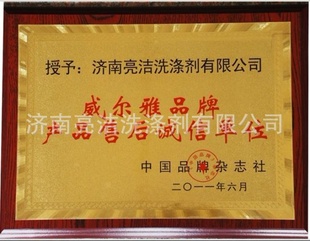 授予：济南亮洁洗涤剂有限公司
威尔雅品牌
产品售后诚信单位
济南亮洁洗涤剂有限公司
中国品牌杂志社
二〇一一年六月